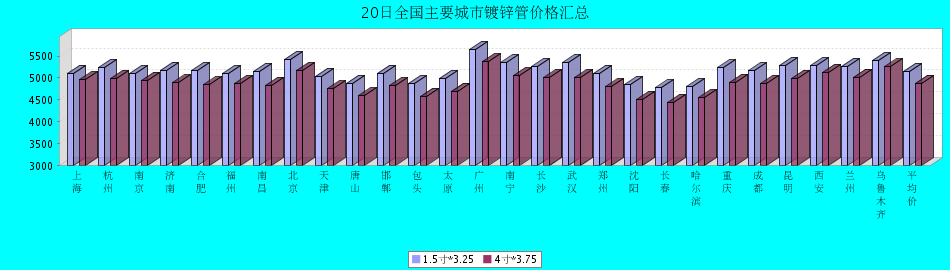 20日全国主要城市镀锌管价格汇总
5500
5000
4500
4000
3500
3000
上海
杭州
南京
济南
合肥
福州
南昌
北京
天津
唐山
邯郸
包头
太原
广州
南宁
长沙
武汉
郑州
沈阳
长春
哈尔滨
重庆
成都
昆明
西安
兰州
乌鲁木齐
平均价
1.5寸*3.25
4寸*3.75